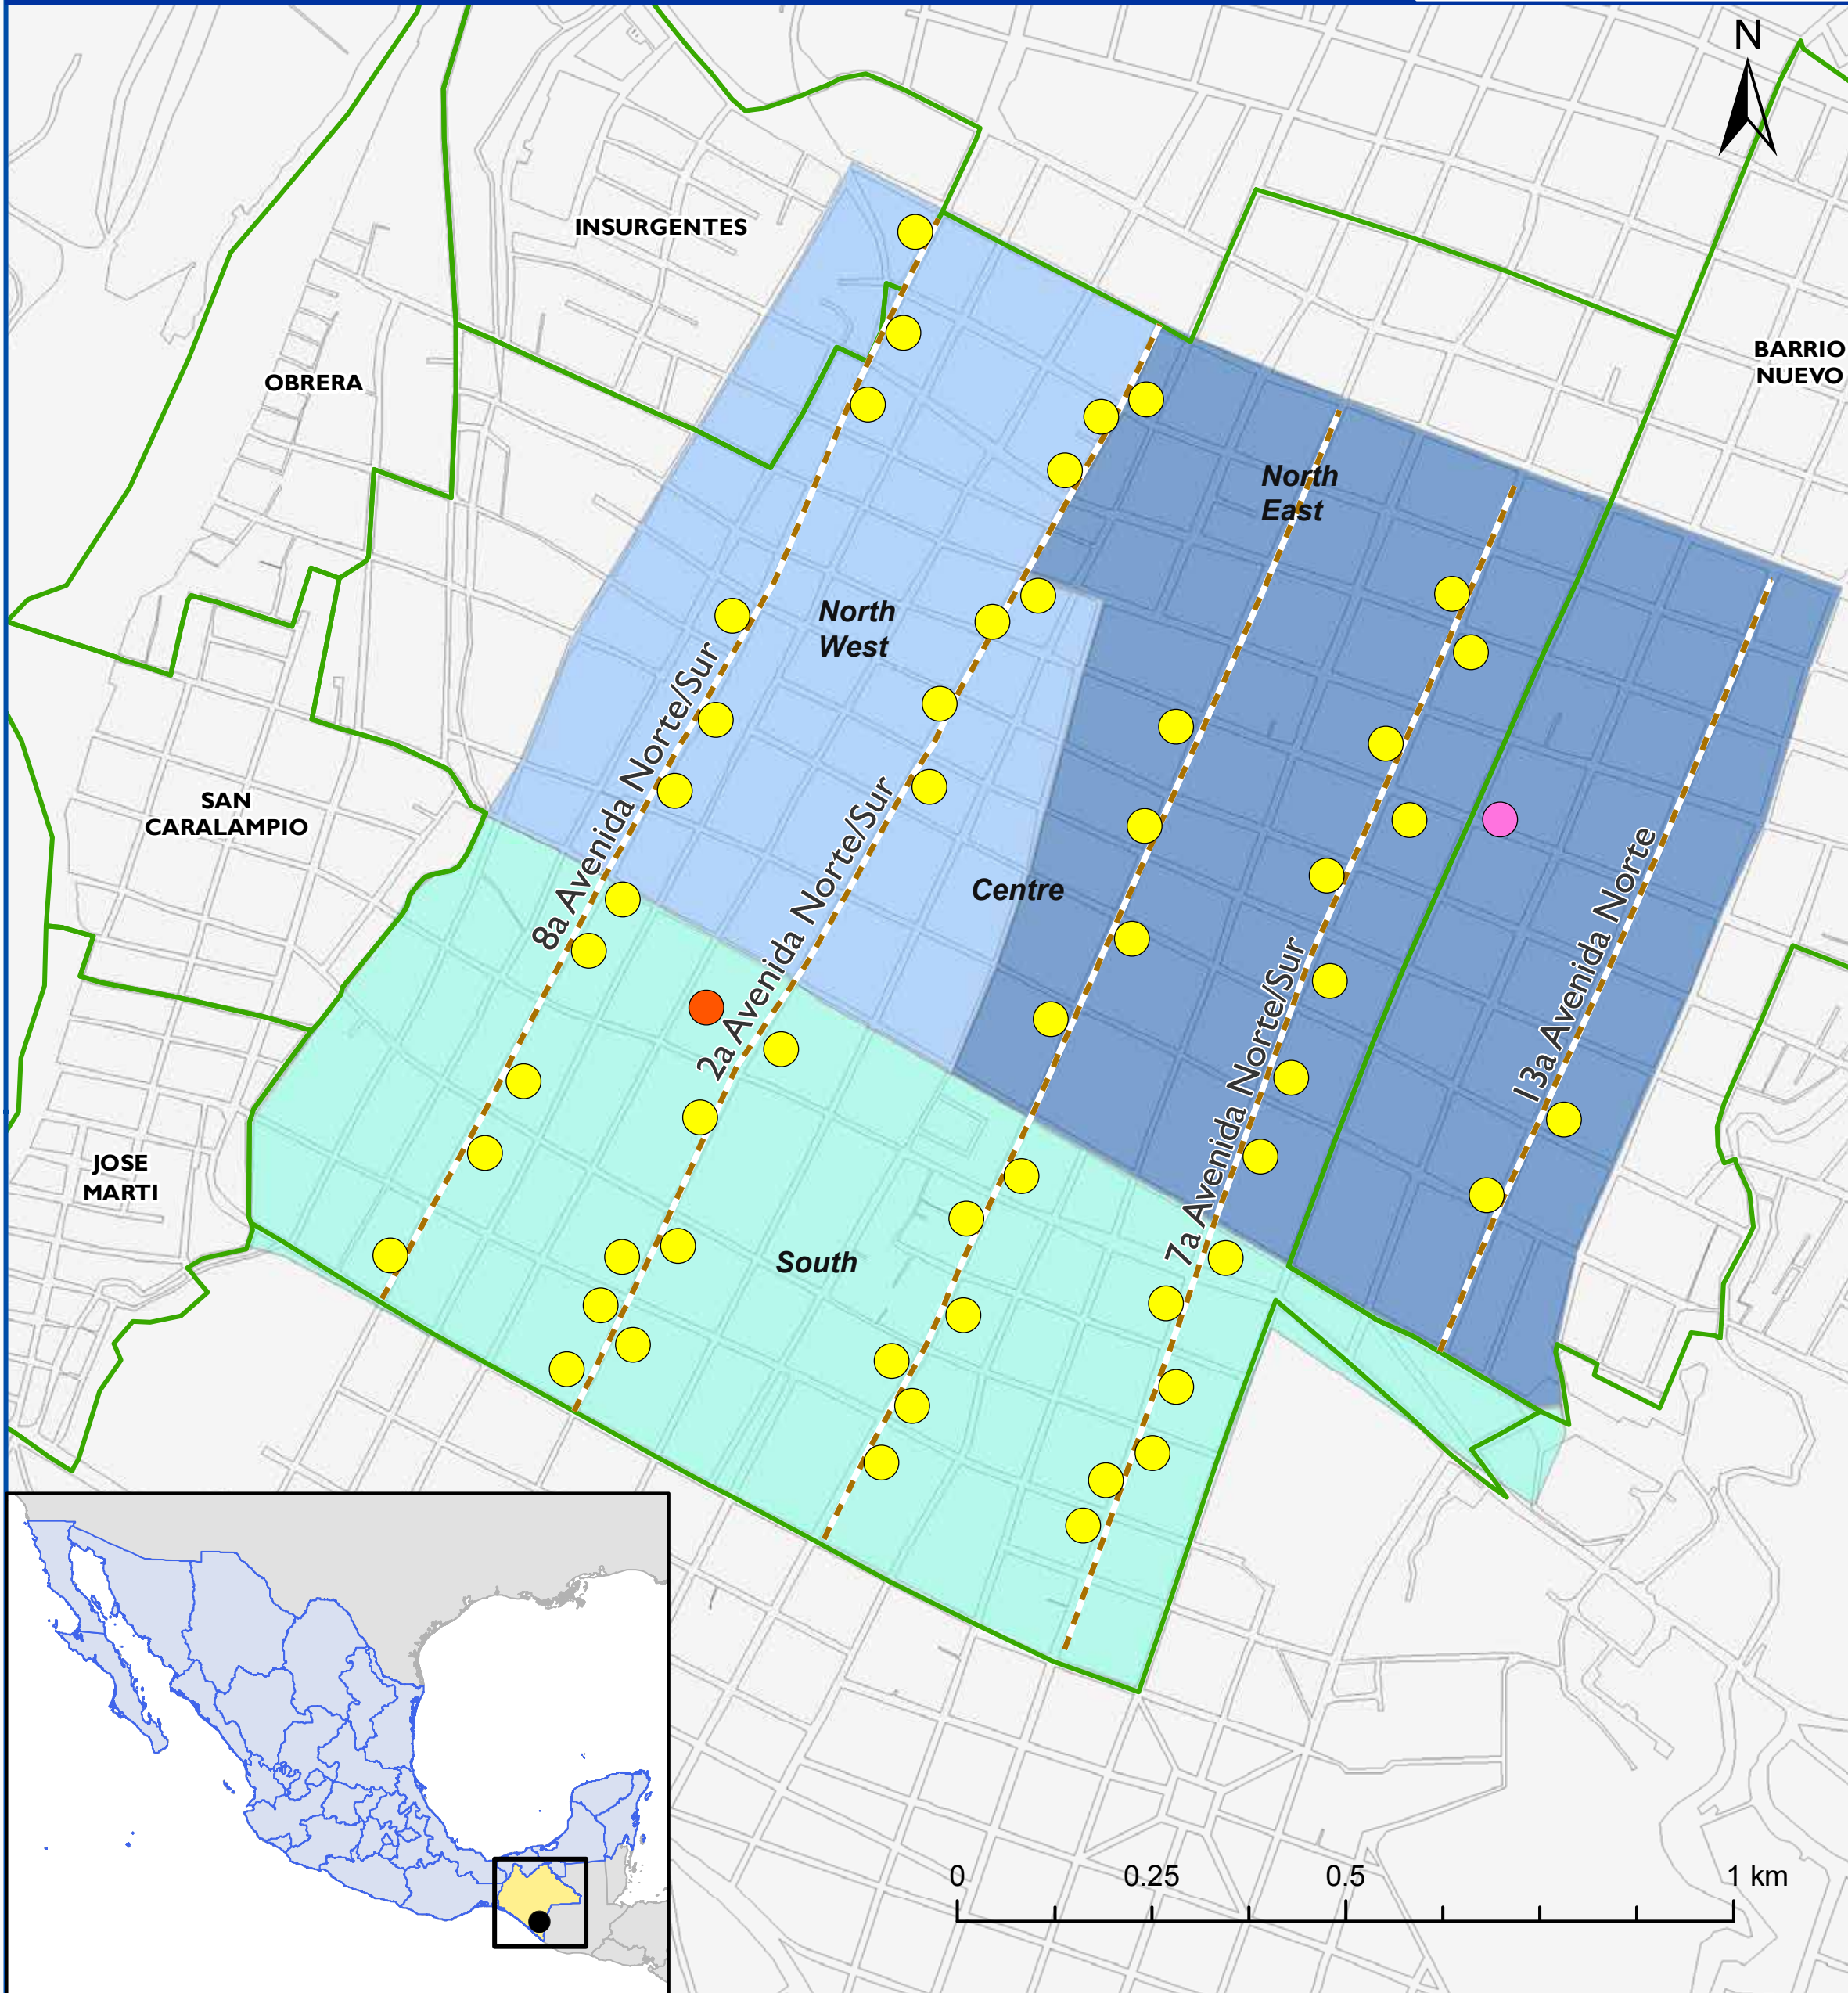 N
INSURGENTES
BARRIO
NUEVO
OBRERA
North
East
North
West
8a Avenida Norte/Sur
SAN
CARALAMPIO
2a Avenida Norte/Sur
Centre
13a Avenida Norte
7a Avenida Norte/Sur
JOSE
MARTI
South
0 0.25 0.5 1 km